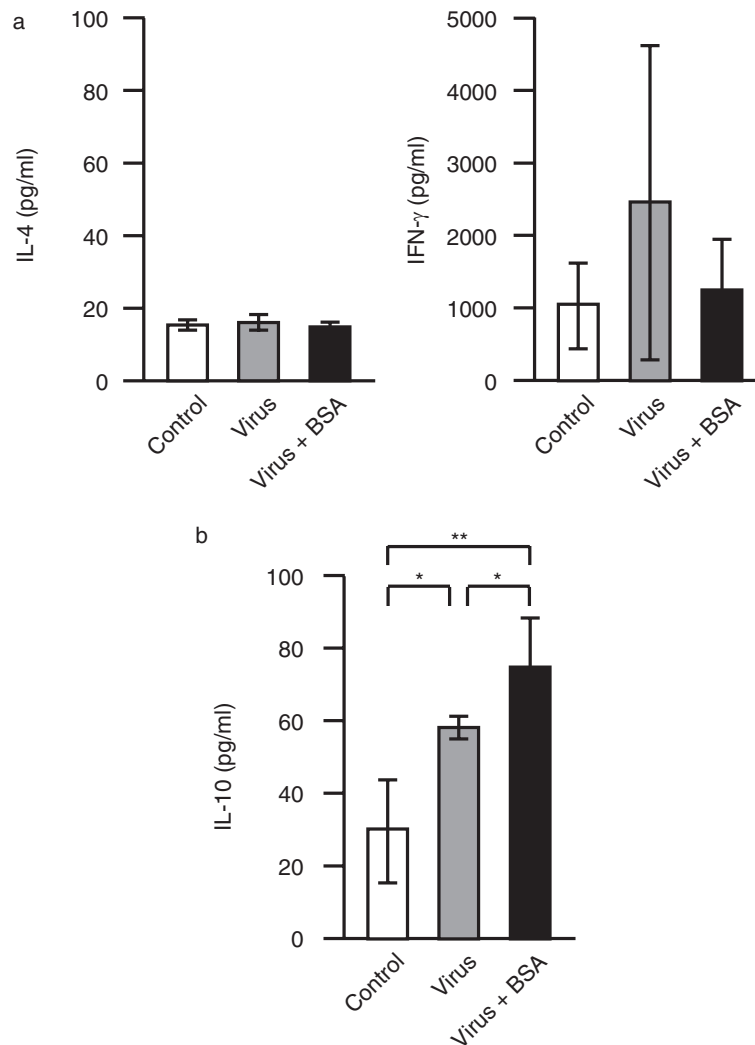 a
100
80
60
40
20
0
IL-4 (pg/ml)
Control
Virus
Virus + BSA
5000
4000
3000
2000
1000
0
IFN-γ (pg/ml)
Control
Virus
Virus + BSA
b
**
*
*
100
80
60
40
20
0
IL-10 (pg/ml)
Control
Virus
Virus + BSA